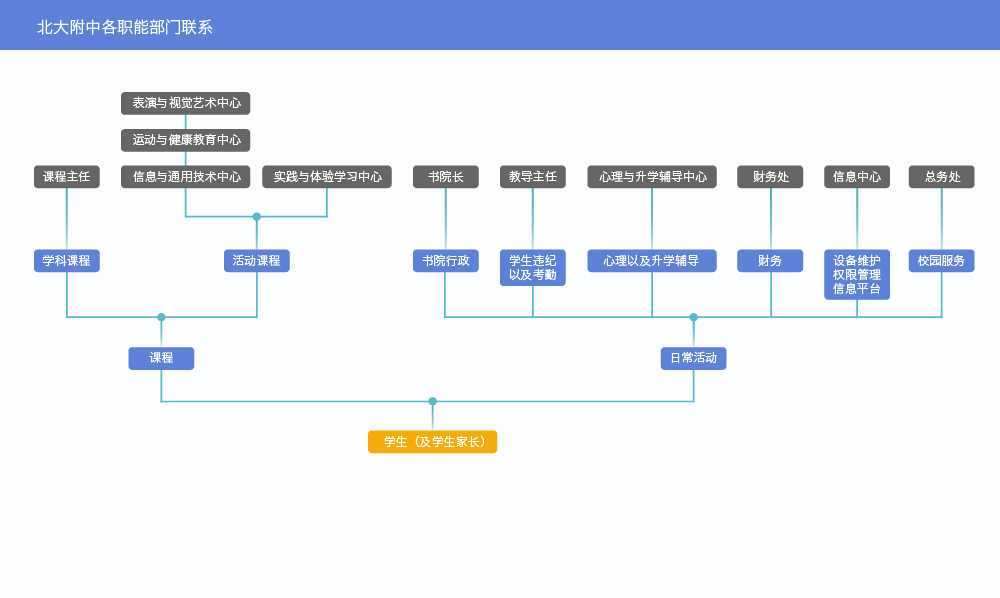 北大附中各职能部门联系
表演与视觉艺术中心
运动与健康教育中心
课程主任
信息与通用技术中心
实践与体验学习中心
书院长
教导主任
心理与升学辅导中心
财务处
信息中心
总务处
学科课程
活动课程
书院行政
学生违纪
以及考勤
心理以及升学辅导
财务
设备维护
权限管理
信息平台
校园服务
课程
日常活动
学生（及学生家长）